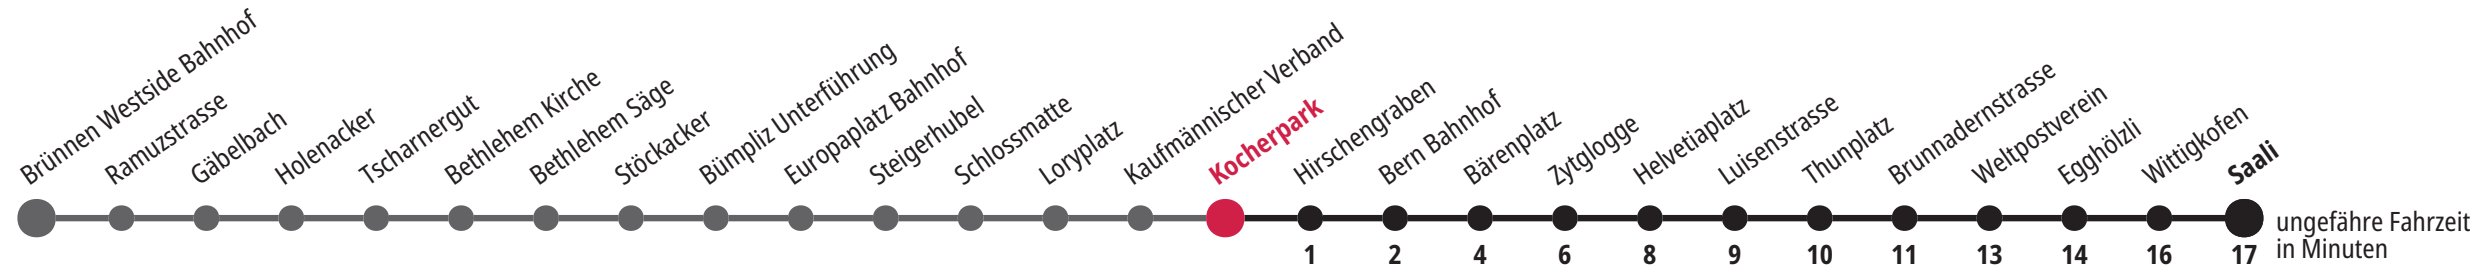 Brünnen Westside Bahnhof
Ramuzstrasse
Gäbelbach
Holenacker
Tscharnergut
Bethlehem Kirche
Bethlehem Säge
Stöckacker
Bümpliz Unterführung
Europaplatz Bahnhof
Steigerhubel
Schlossmatte
Loryplatz
Kaufmännischer Verband
Kocherpark
Hirschengraben
Bern Bahnhof
Bärenplatz
Zytglogge
Helvetiaplatz
Luisenstrasse
Thunplatz
Brunnadernstrasse
Weltpostverein
Egghölzli
Wittigkofen
Saali
1 2 4 6 8 9 10 11 13 14 16 17
ungefähre Fahrzeit
in Minuten